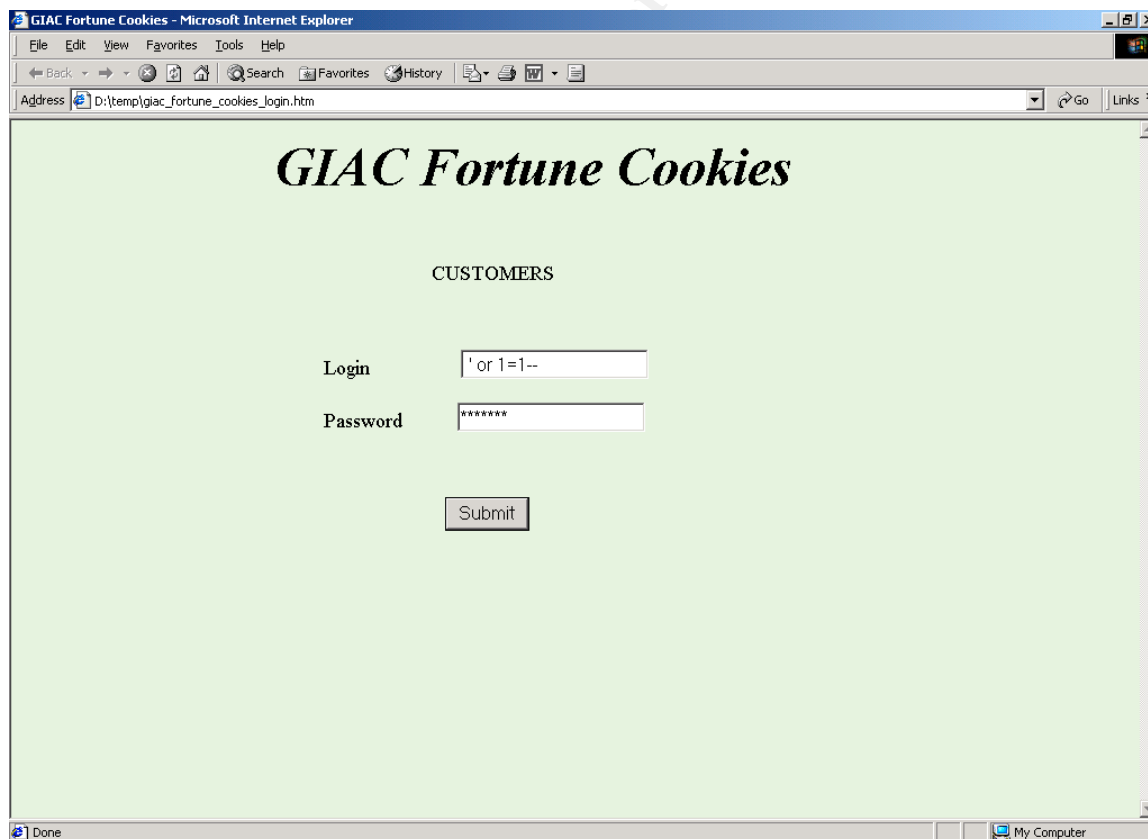 GIAC Fortune Cookies - Microsoft Internet Explorer
File Edit View Favorites Tools Help
Back Search Favorites History
Address D:\temp\giac_fortune_cookies_login.htm Go Links
GIAC Fortune Cookies
CUSTOMERS
Login ' or 1=1--
Password *******
Submit
Done My Computer